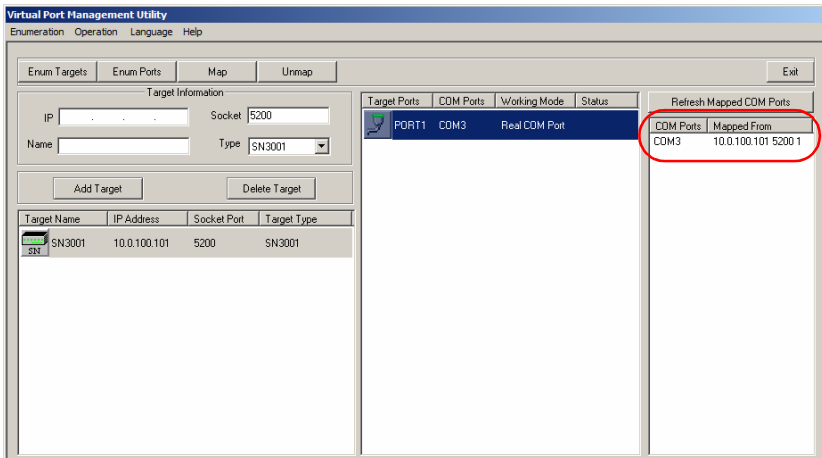 Virtual Port Management Utility
Enumeration Operation Language Help
Enum Targets Enum Ports Map Unmap Exit
Target Information
IP . . . Socket 5200
Name Type SN3001
Add Target Delete Target
Target Name IP Address Socket Port Target Type
SN SN3001 10.0.100.101 5200 SN3001
Target Ports COM Ports Working Mode Status
PORT1 COM3 Real COM Port
Refresh Mapped COM Ports
COM Ports Mapped From
COM3 10.0.100.101 5200 1